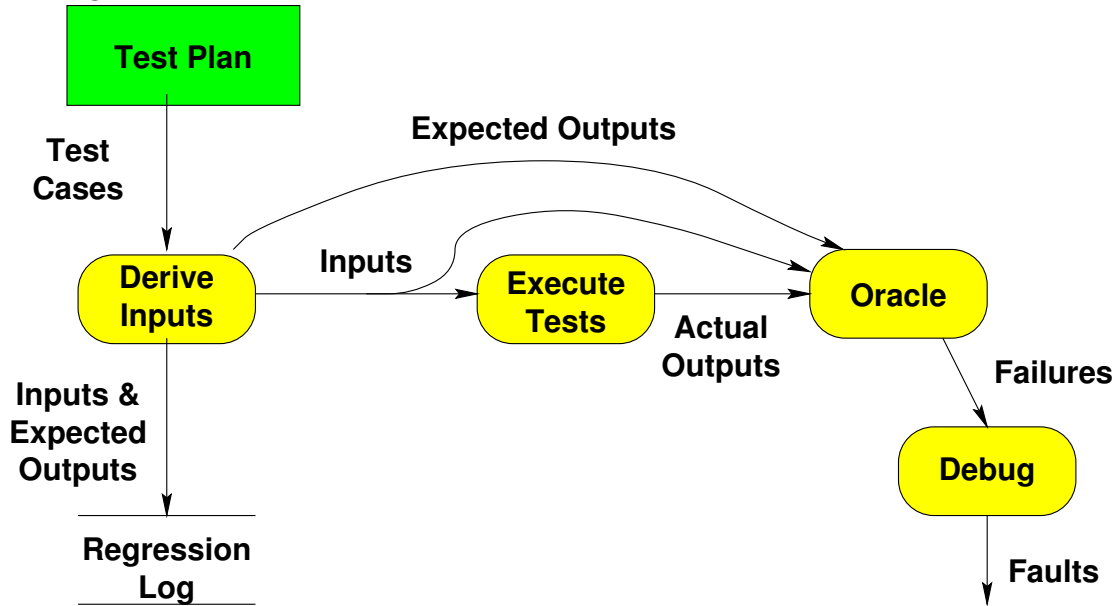 Test Plan
Expected Outputs
Test
Cases
Inputs
Derive
Inputs
Execute
Tests
Oracle
Actual
Outputs
Failures
Inputs &
Expected
Outputs
Debug
Regression
Log
Faults